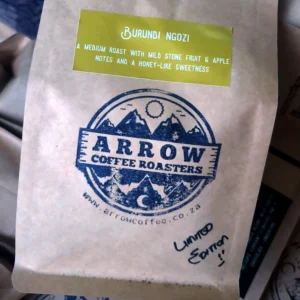 Burundi Ngozi
A MEDIUM ROAST WITH MILD STONE FRUIT & APPLE
NOTES AND A HONEY-LIKE SWEETNESS
ARROW
COFFEE ROASTERS
www.arrowcoffee.co.za
LIMITED
EDITION